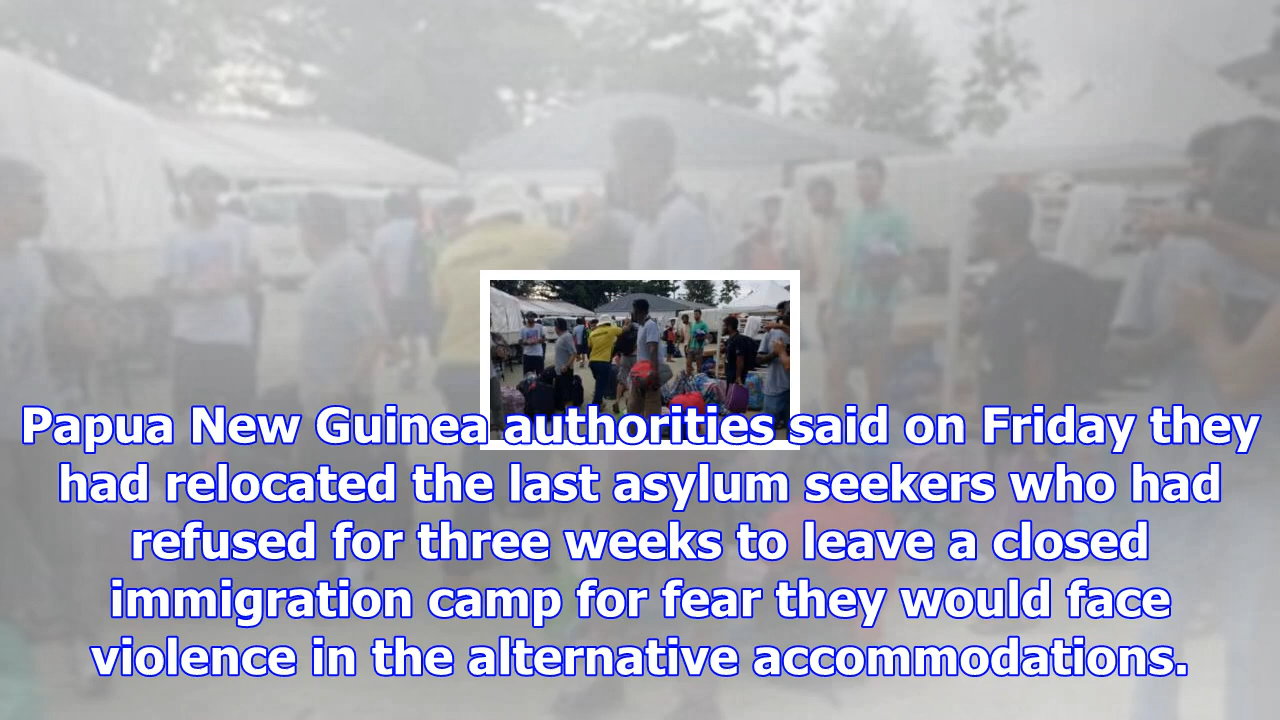 Papua New Guinea authorities said on Friday they
had relocated the last asylum seekers who had
refused for three weeks to leave a closed
immigration camp for fear they would face
violence in the alternative accommodations.